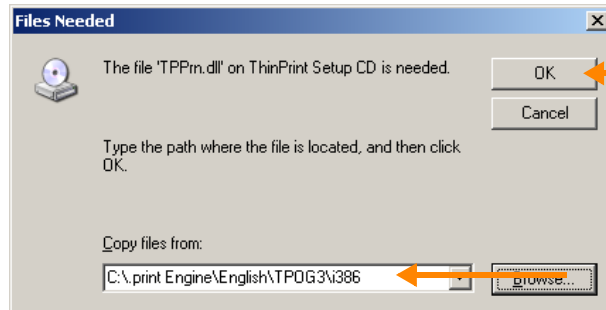 Files Needed
The file 'TPPrn.dll' on ThinPrint Setup CD is needed.
OK
Cancel
Type the path where the file is located, and then click
OK.
Copy files from:
C:\.print Engine\English\TPOG3\i386
Browse...